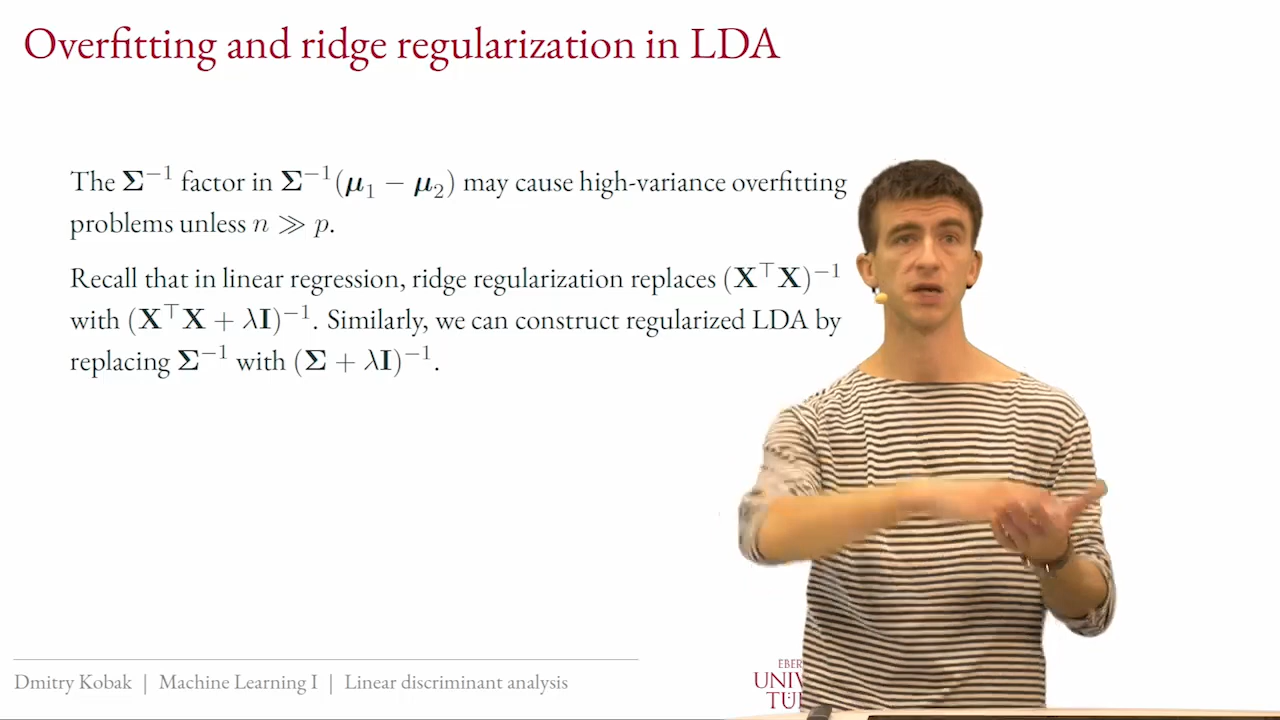 Overfitting and ridge regularization in LDA
The Σ⁻¹ factor in Σ⁻¹(μ₁ − μ₂) may cause high-variance overfitting
problems unless n ≫ p.
Recall that in linear regression, ridge regularization replaces (X⊤X)⁻¹
with (X⊤X + λI)⁻¹. Similarly, we can construct regularized LDA by
replacing Σ⁻¹ with (Σ + λI)⁻¹.
Dmitry Kobak | Machine Learning I | Linear discriminant analysis